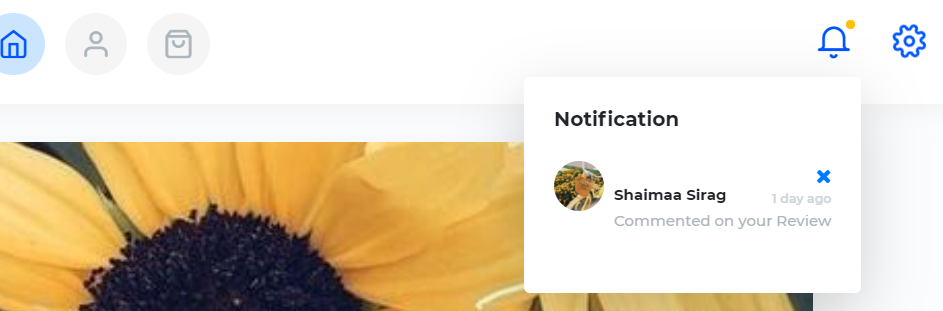 Notification
Shaimaa Sirag
1 day ago
Commented on your Review